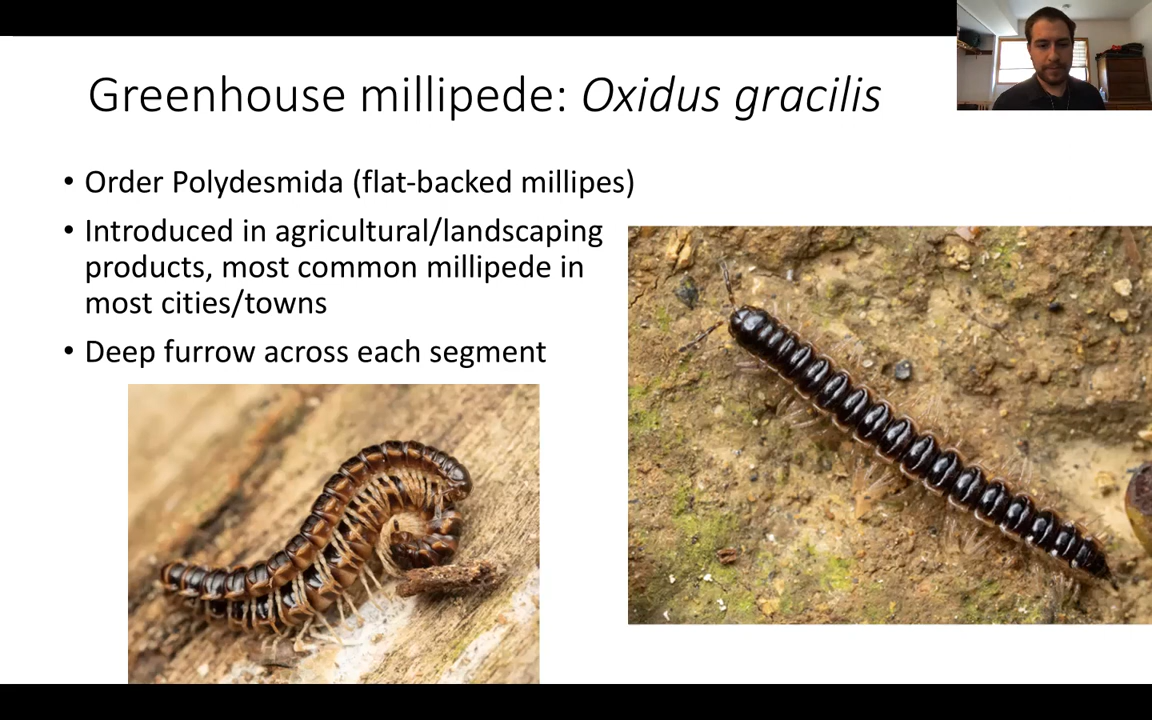 Greenhouse millipede: Oxidus gracilis
• Order Polydesmida (flat-backed millipes)
• Introduced in agricultural/landscaping
products, most common millipede in
most cities/towns
• Deep furrow across each segment